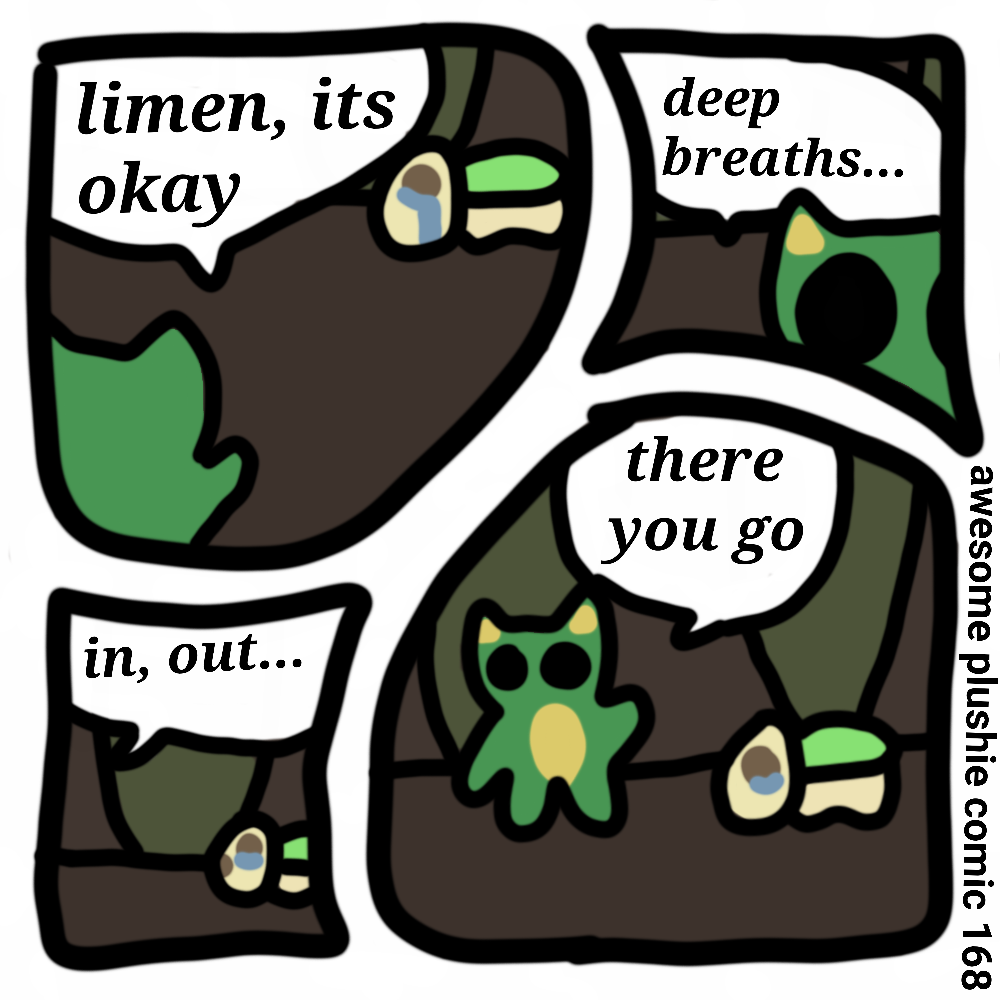 limen, its
okay
deep
breaths...
in, out...
there
you go
awesome plushie comic 168